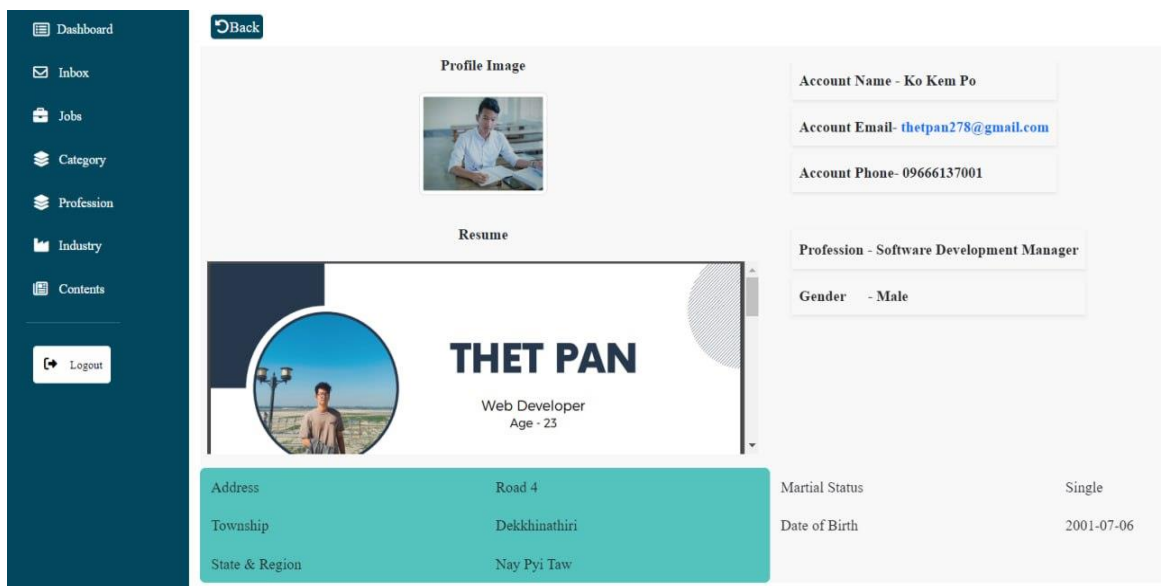 Dashboard
Inbox
Jobs
Category
Profession
Industry
Contents
Logout
Back
Profile Image
Account Name - Ko Kem Po
Account Email- thetpan278@gmail.com
Account Phone- 09666137001
Resume
Profession - Software Development Manager
Gender - Male
THET PAN
Web Developer
Age - 23
Address Road 4
Township Dekkhinathiri
State & Region Nay Pyi Taw
Martial Status Single
Date of Birth 2001-07-06